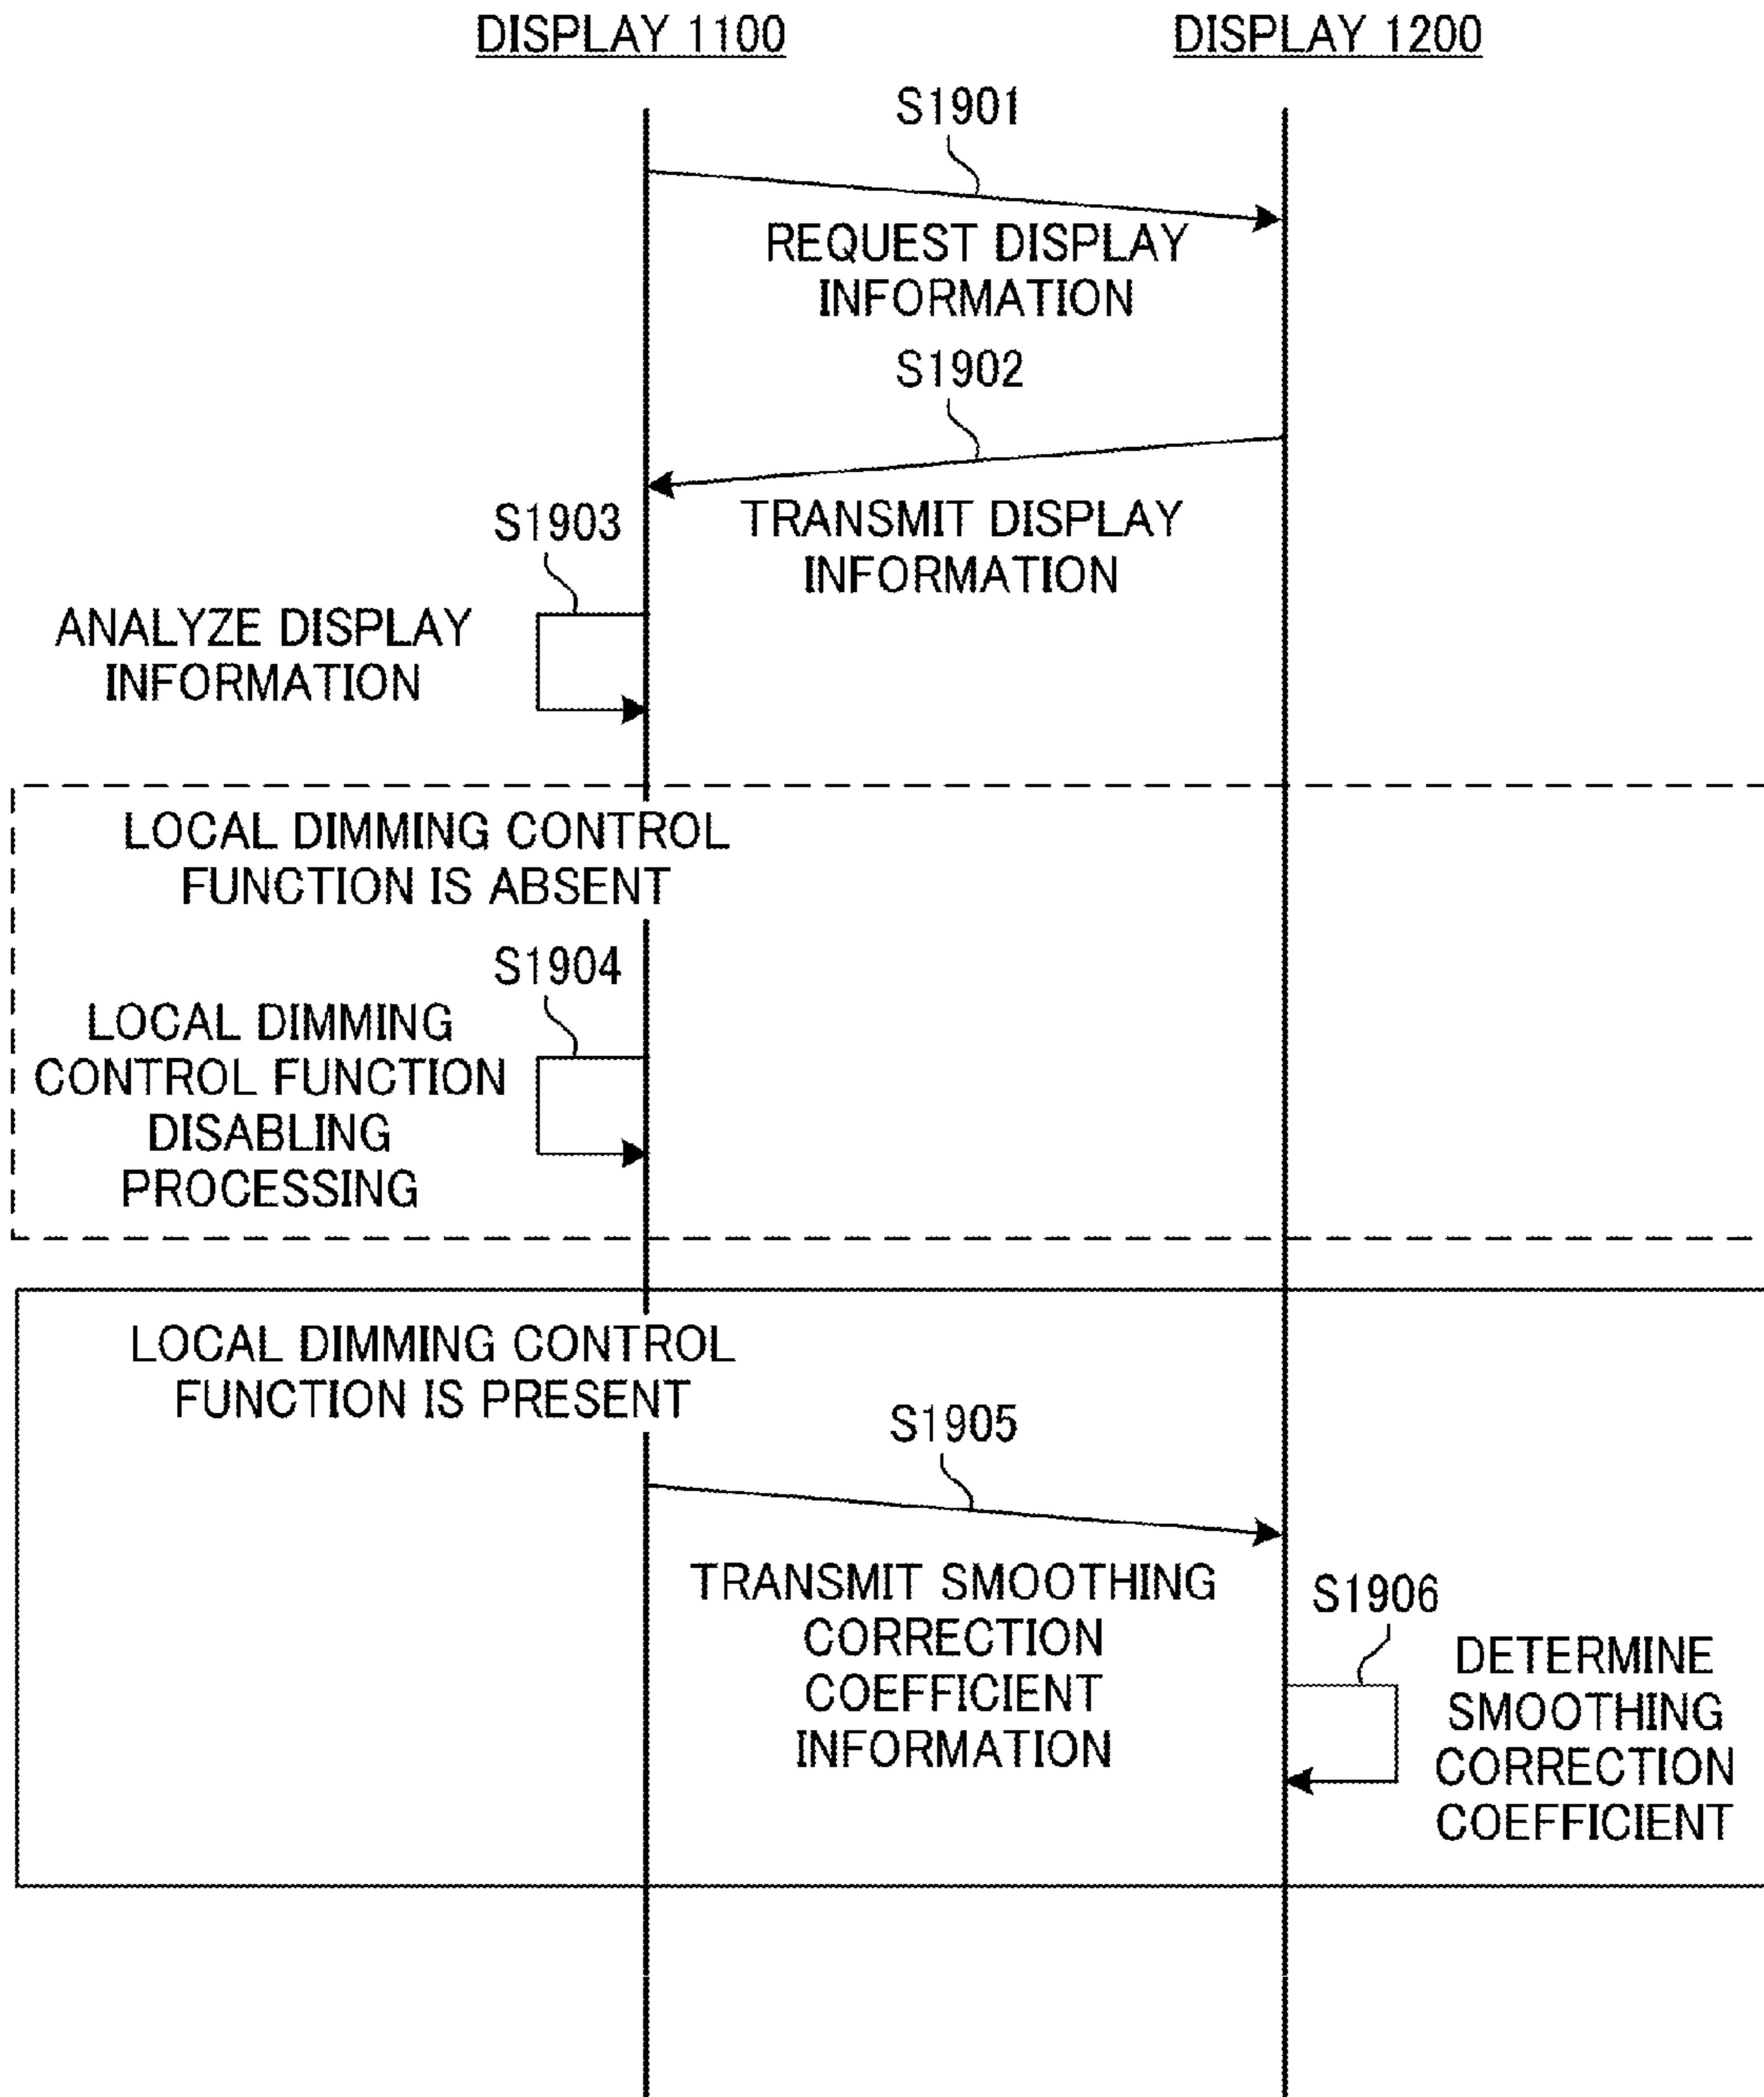 DISPLAY 1100
DISPLAY 1200
S1901
REQUEST DISPLAY
INFORMATION
S1902
TRANSMIT DISPLAY
INFORMATION
S1903
ANALYZE DISPLAY
INFORMATION
LOCAL DIMMING CONTROL
FUNCTION IS ABSENT
S1904
LOCAL DIMMING
CONTROL FUNCTION
DISABLING
PROCESSING
LOCAL DIMMING CONTROL
FUNCTION IS PRESENT
S1905
TRANSMIT SMOOTHING
CORRECTION
COEFFICIENT
INFORMATION
S1906
DETERMINE
SMOOTHING
CORRECTION
COEFFICIENT